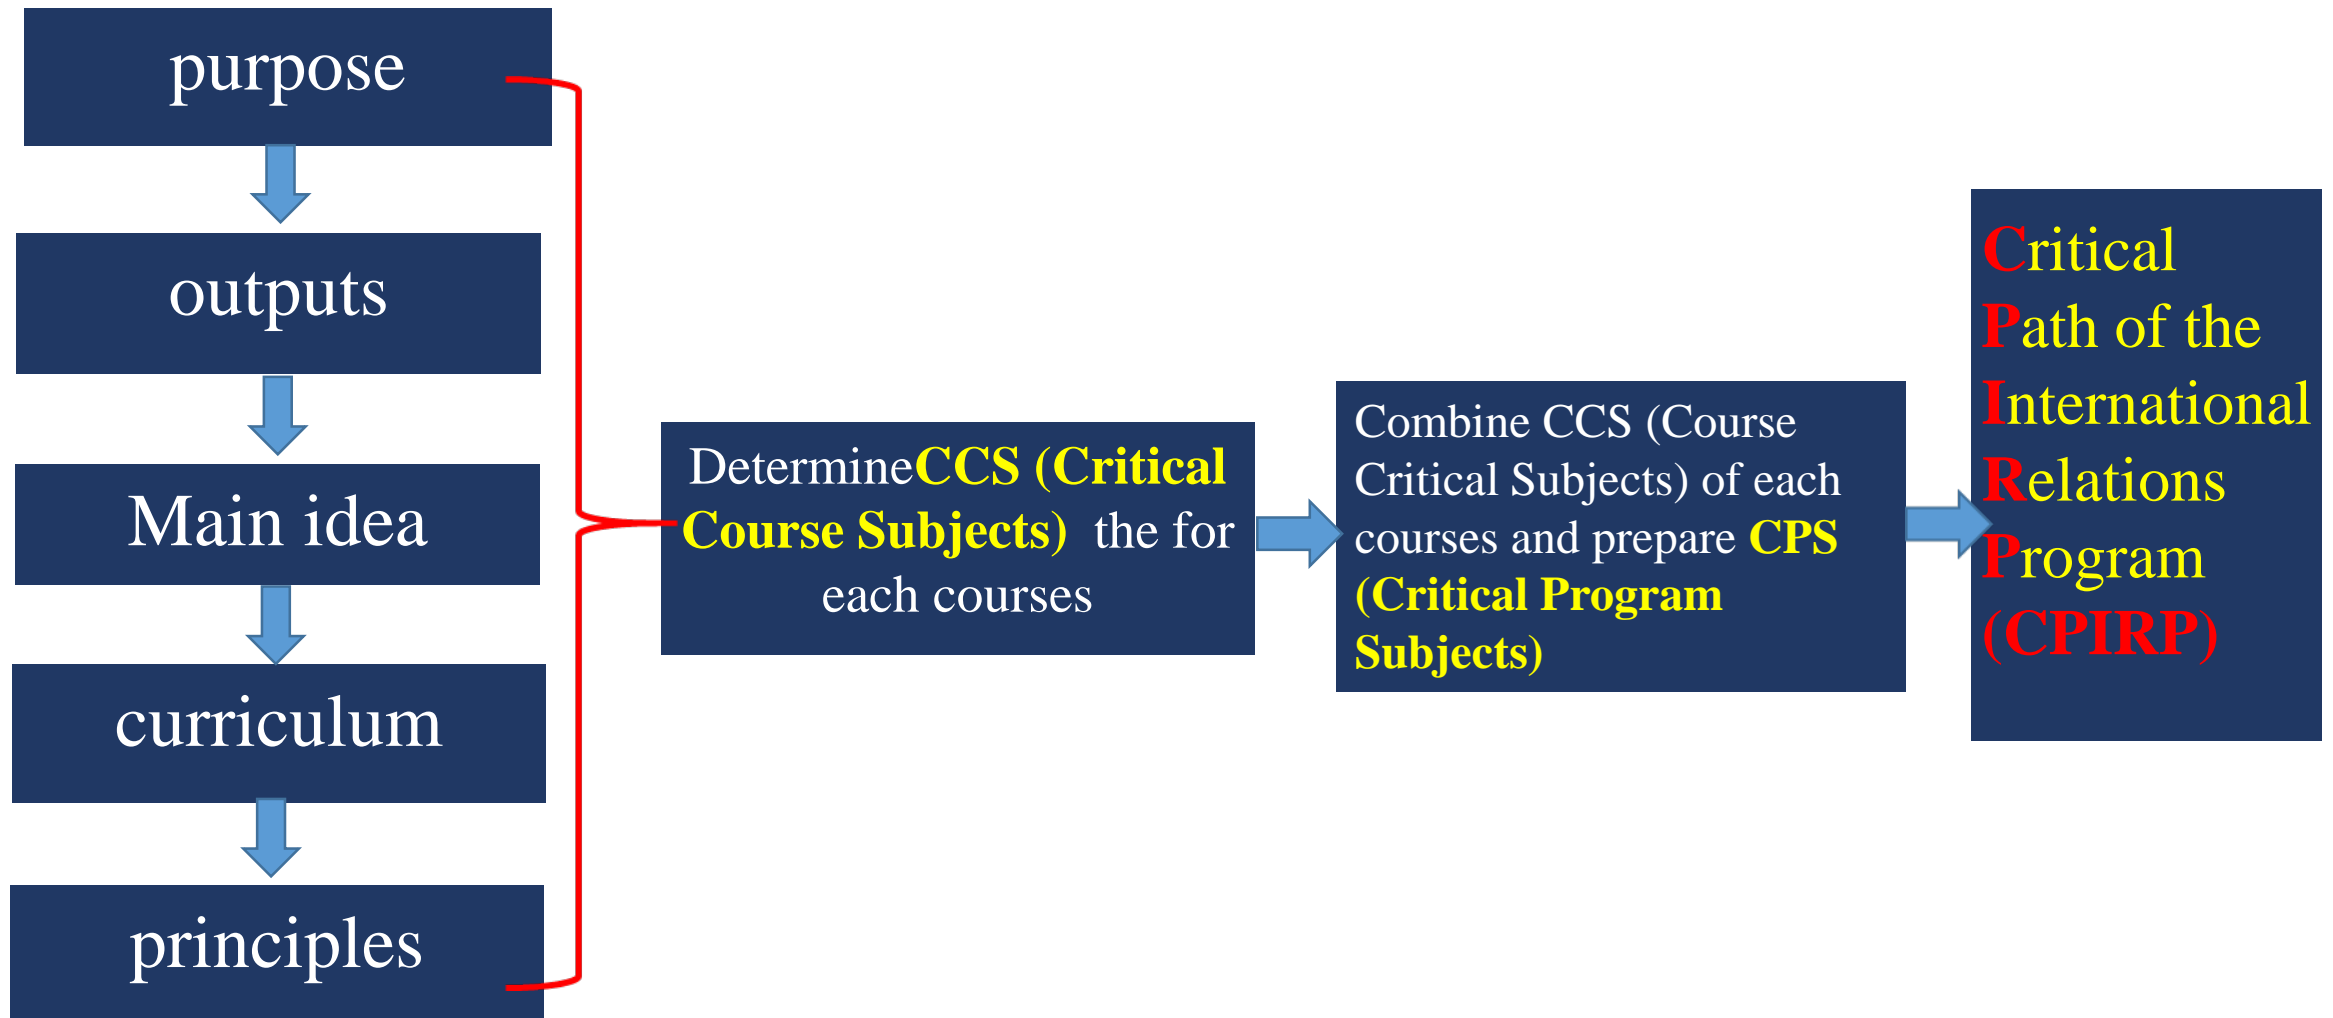 purpose
outputs
Main idea
curriculum
principles
DetermineCCS (Critical
Course Subjects)  the for
each courses
Combine CCS (Course
Critical Subjects) of each
courses and prepare CPS
(Critical Program
Subjects)
Critical
Path of the
International
Relations
Program
(CPIRP)